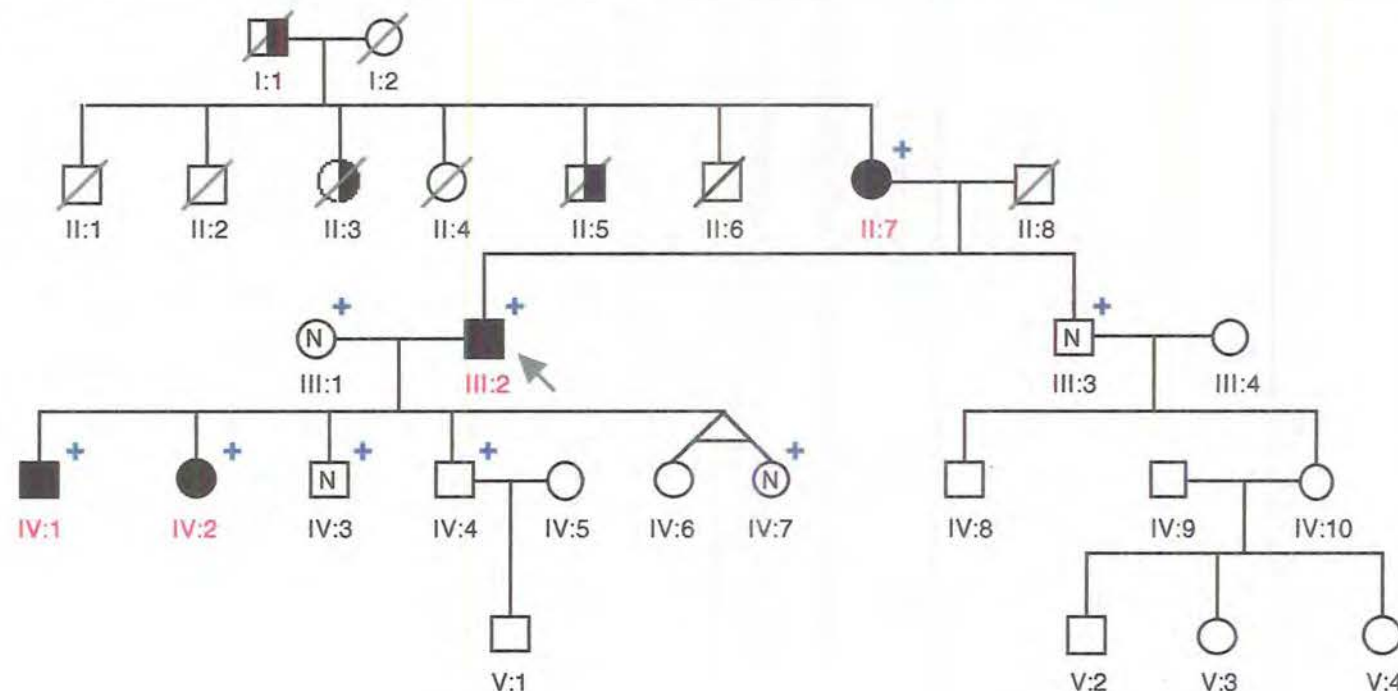 I:1 I:2
+
II:1 II:2 II:3 II:4 II:5 II:6 II:7 II:8
+ + +
N N
III:1 III:2 III:3 III:4
+ + + + +
N N
IV:1 IV:2 IV:3 IV:4 IV:5 IV:6 IV:7 IV:8 IV:9 IV:10
V:1 V:2 V:3 V:4